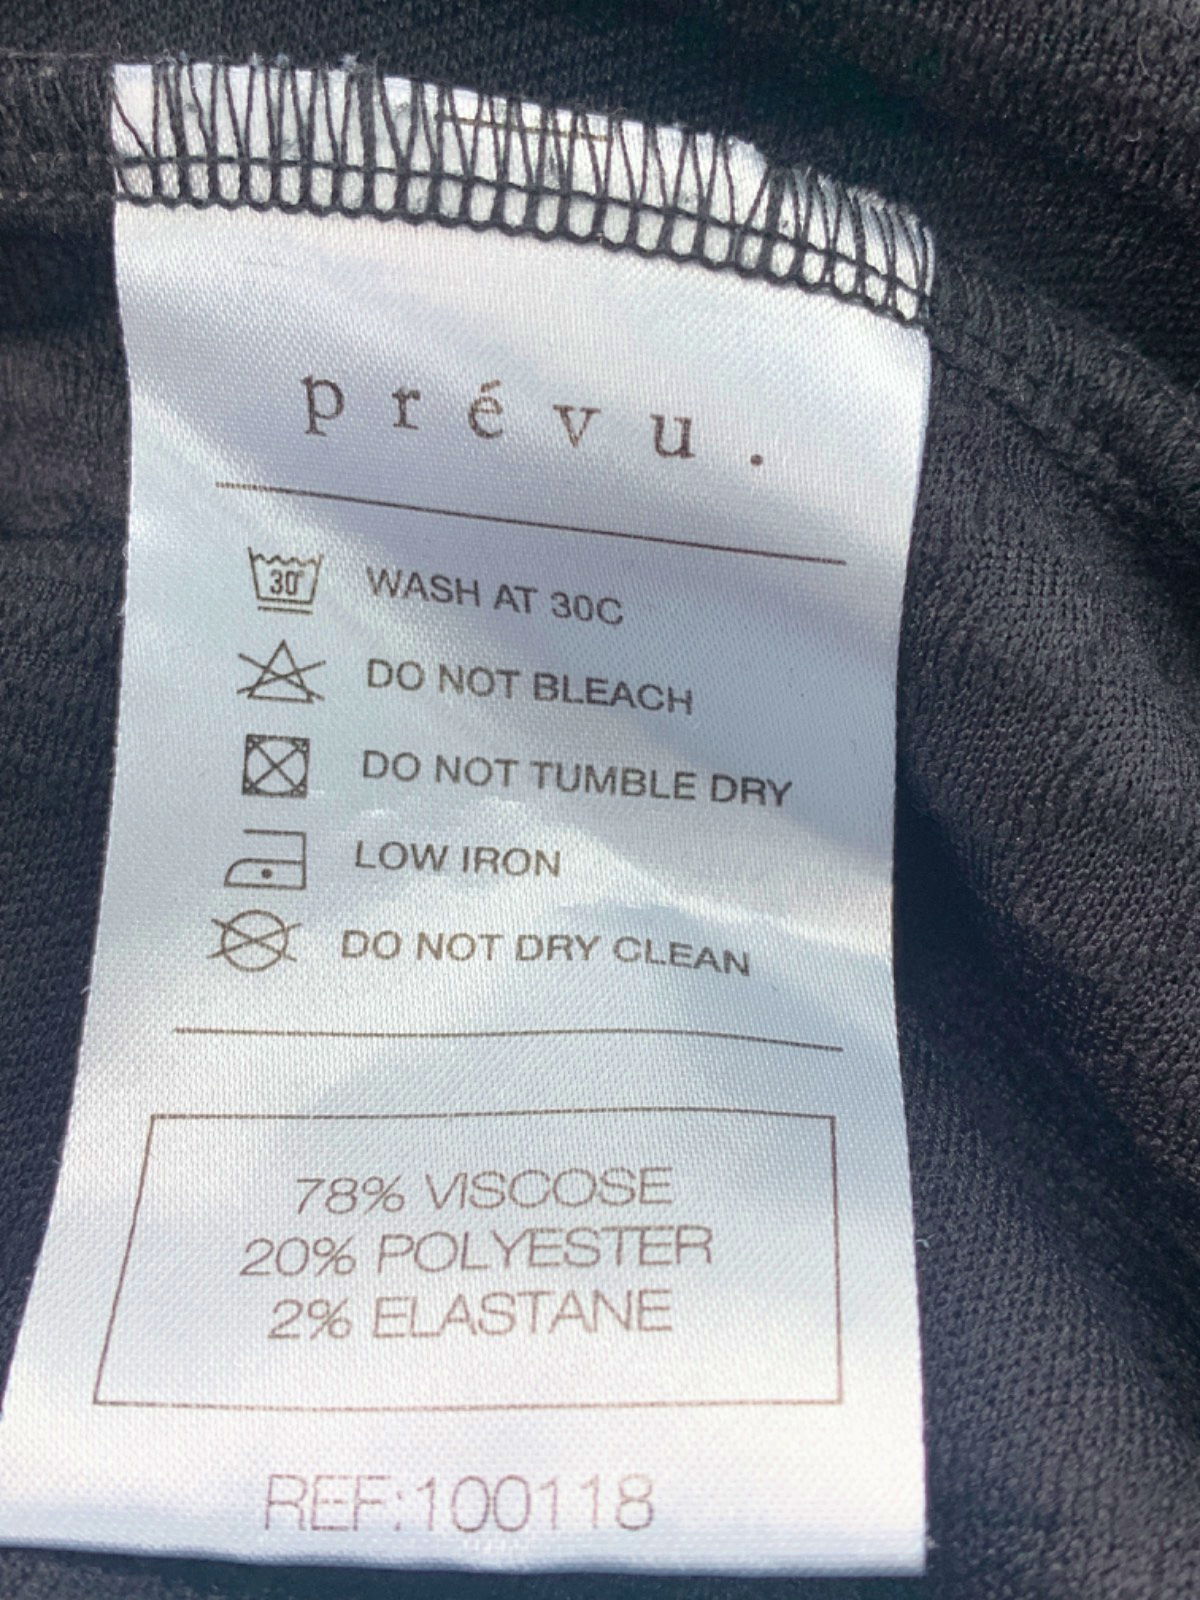 prévu.
30° WASH AT 30C
DO NOT BLEACH
DO NOT TUMBLE DRY
LOW IRON
DO NOT DRY CLEAN
78% VISCOSE
20% POLYESTER
2% ELASTANE
REF:100118